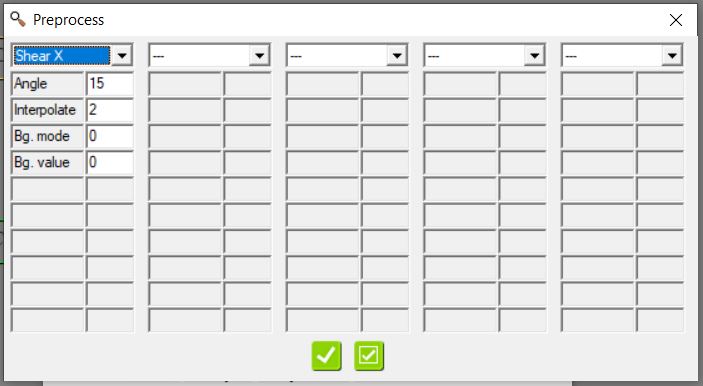 Preprocess
Shear X --- --- --- ---
Angle 15
Interpolate 2
Bg. mode 0
Bg. value 0